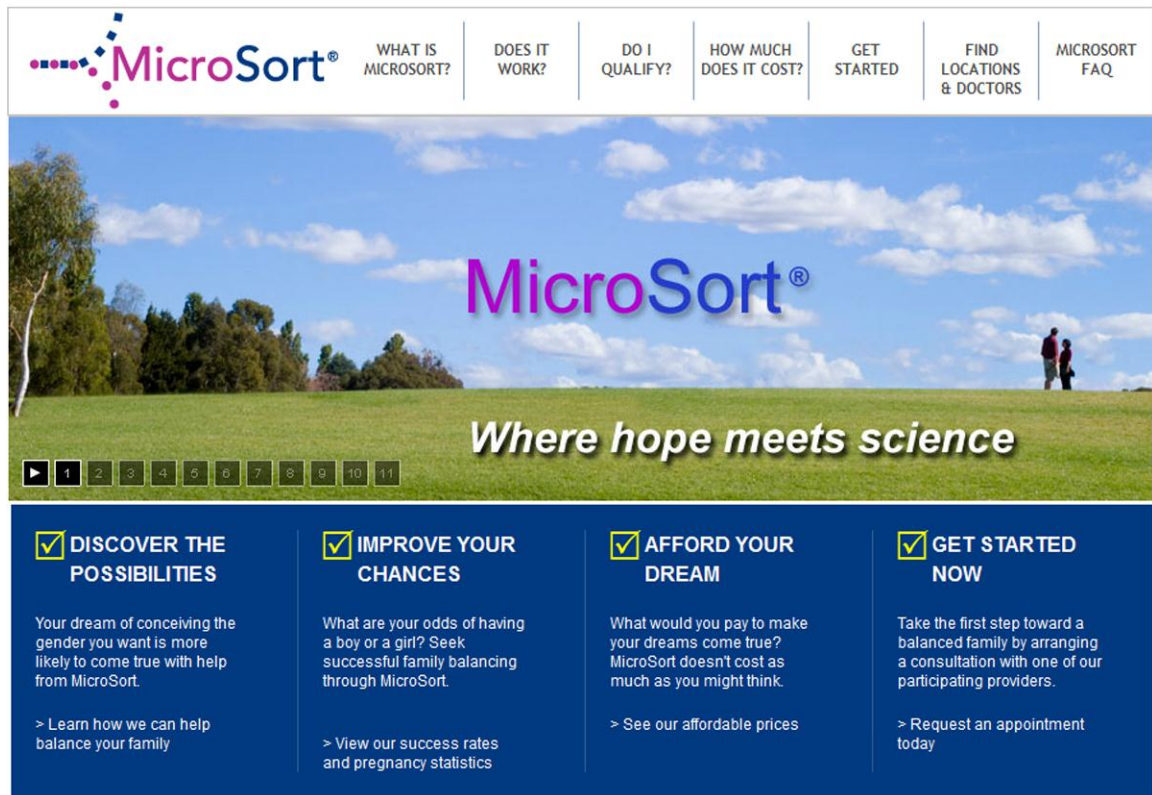 MicroSort®
WHAT IS
MICROSORT?
DOES IT
WORK?
DO I
QUALIFY?
HOW MUCH
DOES IT COST?
GET
STARTED
FIND
LOCATIONS
& DOCTORS
MICROSORT
FAQ
MicroSort®
Where hope meets science
1 2 3 4 5 6 7 8 9 10 11
DISCOVER THE
POSSIBILITIES
Your dream of conceiving the
gender you want is more
likely to come true with help
from MicroSort.
> Learn how we can help
balance your family
IMPROVE YOUR
CHANCES
What are your odds of having
a boy or a girl? Seek
successful family balancing
through MicroSort.
> View our success rates
and pregnancy statistics
AFFORD YOUR
DREAM
What would you pay to make
your dreams come true?
MicroSort doesn't cost as
much as you might think.
> See our affordable prices
GET STARTED
NOW
Take the first step toward a
balanced family by arranging
a consultation with one of our
participating providers.
> Request an appointment
today